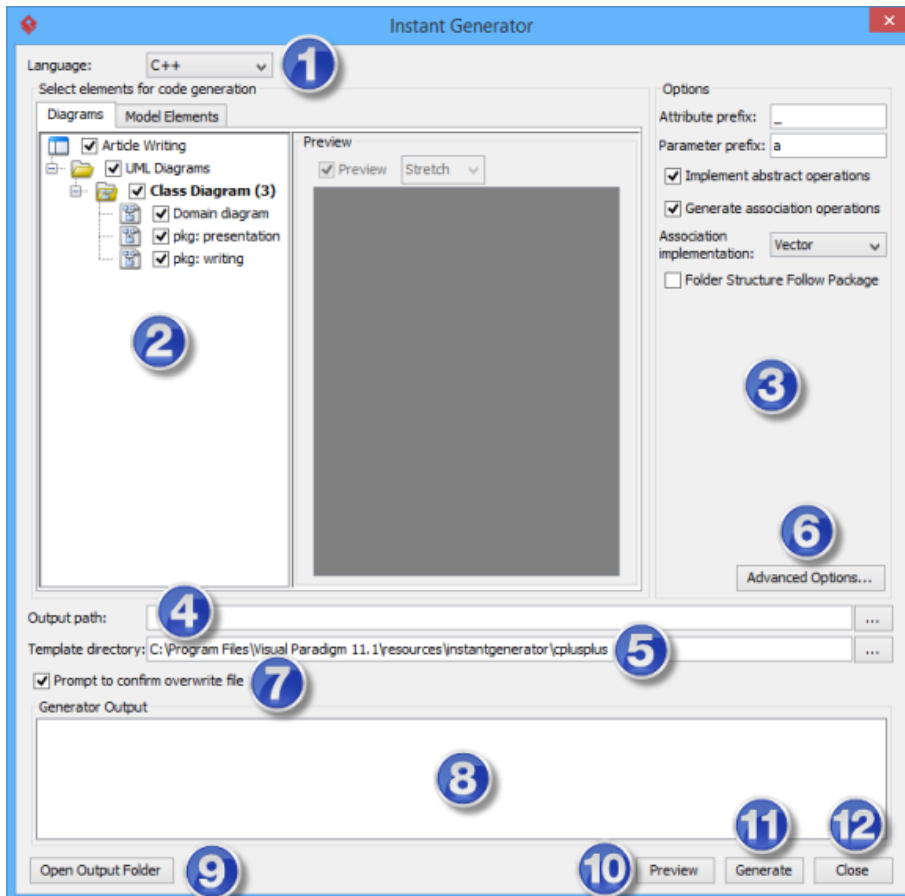 Instant Generator
Language: C++ 1
Select elements for code generation
Diagrams Model Elements
Article Writing
UML Diagrams
Class Diagram (3)
Domain diagram
pkg: presentation
pkg: writing
2
Preview
Preview Stretch
Options
Attribute prefix: _
Parameter prefix: a
Implement abstract operations
Generate association operations
Association
implementation: Vector
Folder Structure Follow Package
3
6
Advanced Options...
Output path: 4 ...
Template directory: C:\Program Files\Visual Paradigm 11.1\resources\instantgenerator\cplusplus 5 ...
Prompt to confirm overwrite file 7
Generator Output
8
11 12
Open Output Folder 9 10 Preview Generate Close